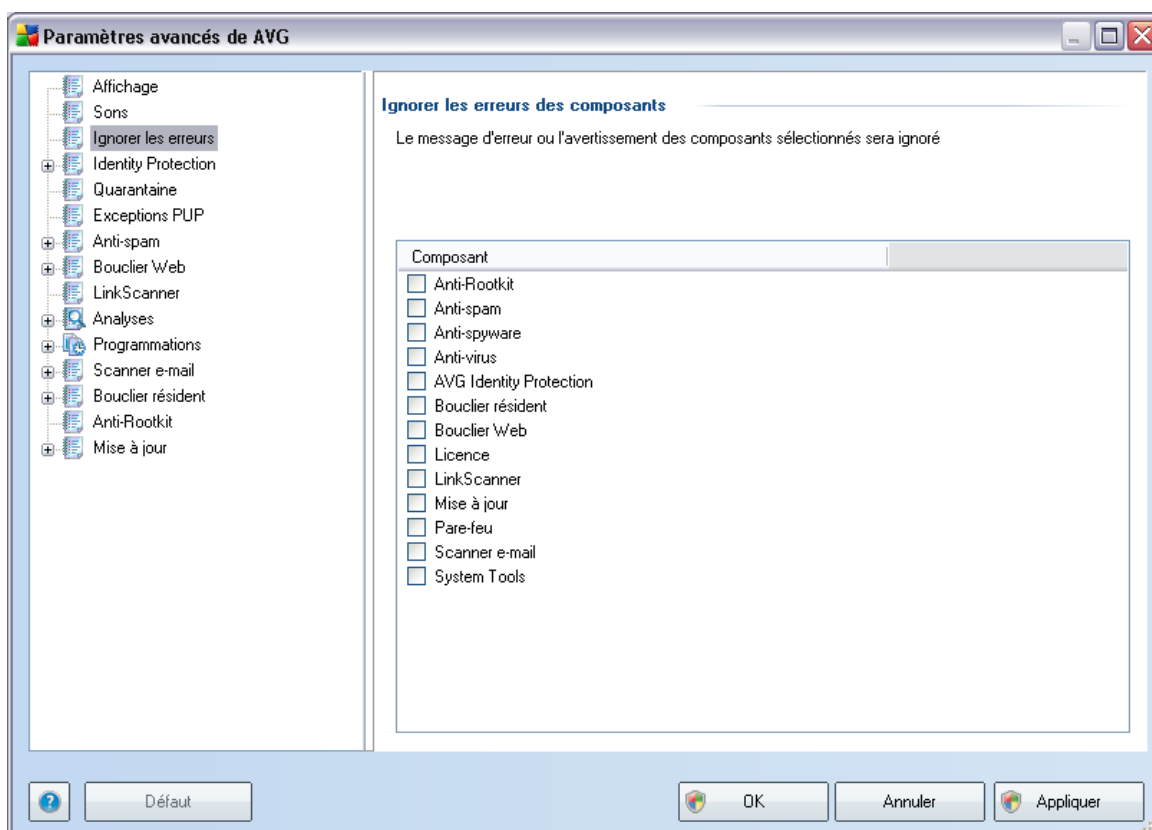 Paramètres avancés de AVG
Affichage
Sons
Ignorer les erreurs
Identity Protection
Quarantaine
Exceptions PUP
Anti-spam
Bouclier Web
LinkScanner
Analyses
Programmations
Scanner e-mail
Bouclier résident
Anti-Rootkit
Mise à jour
Ignorer les erreurs des composants
Le message d'erreur ou l'avertissement des composants sélectionnés sera ignoré
Composant
Anti-Rootkit
Anti-spam
Anti-spyware
Anti-virus
AVG Identity Protection
Bouclier résident
Bouclier Web
Licence
LinkScanner
Mise à jour
Pare-feu
Scanner e-mail
System Tools
Défaut
OK
Annuler
Appliquer